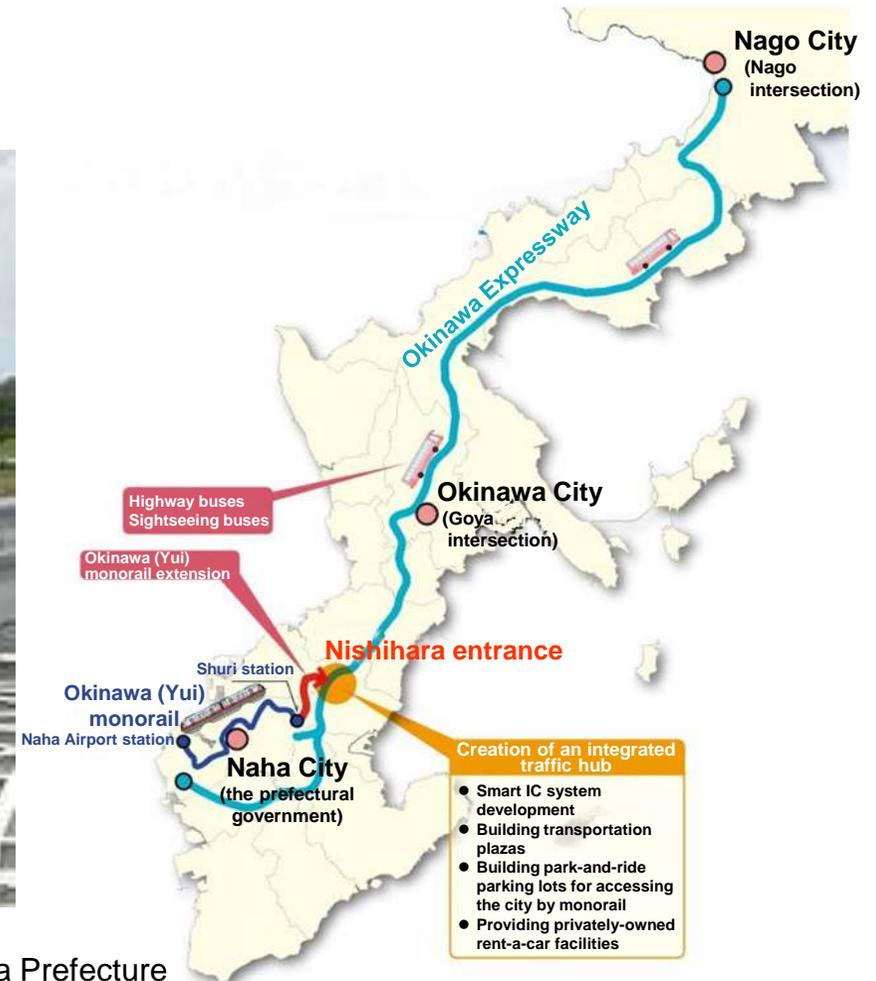 Nago City
(Nago
intersection)
Okinawa Expressway
Highway buses
Sightseeing buses
Okinawa City
(Goya
intersection)
Okinawa (Yui)
monorail extension
Nishihara entrance
Shuri station
Okinawa (Yui)
monorail
Naha Airport station
Naha City
(the prefectural
government)
Creation of an integrated
traffic hub
● Smart IC system
development
● Building transportation
plazas
● Building park-and-ride
parking lots for accessing
the city by monorail
● Providing privately-owned
rent-a-car facilities
a Prefecture